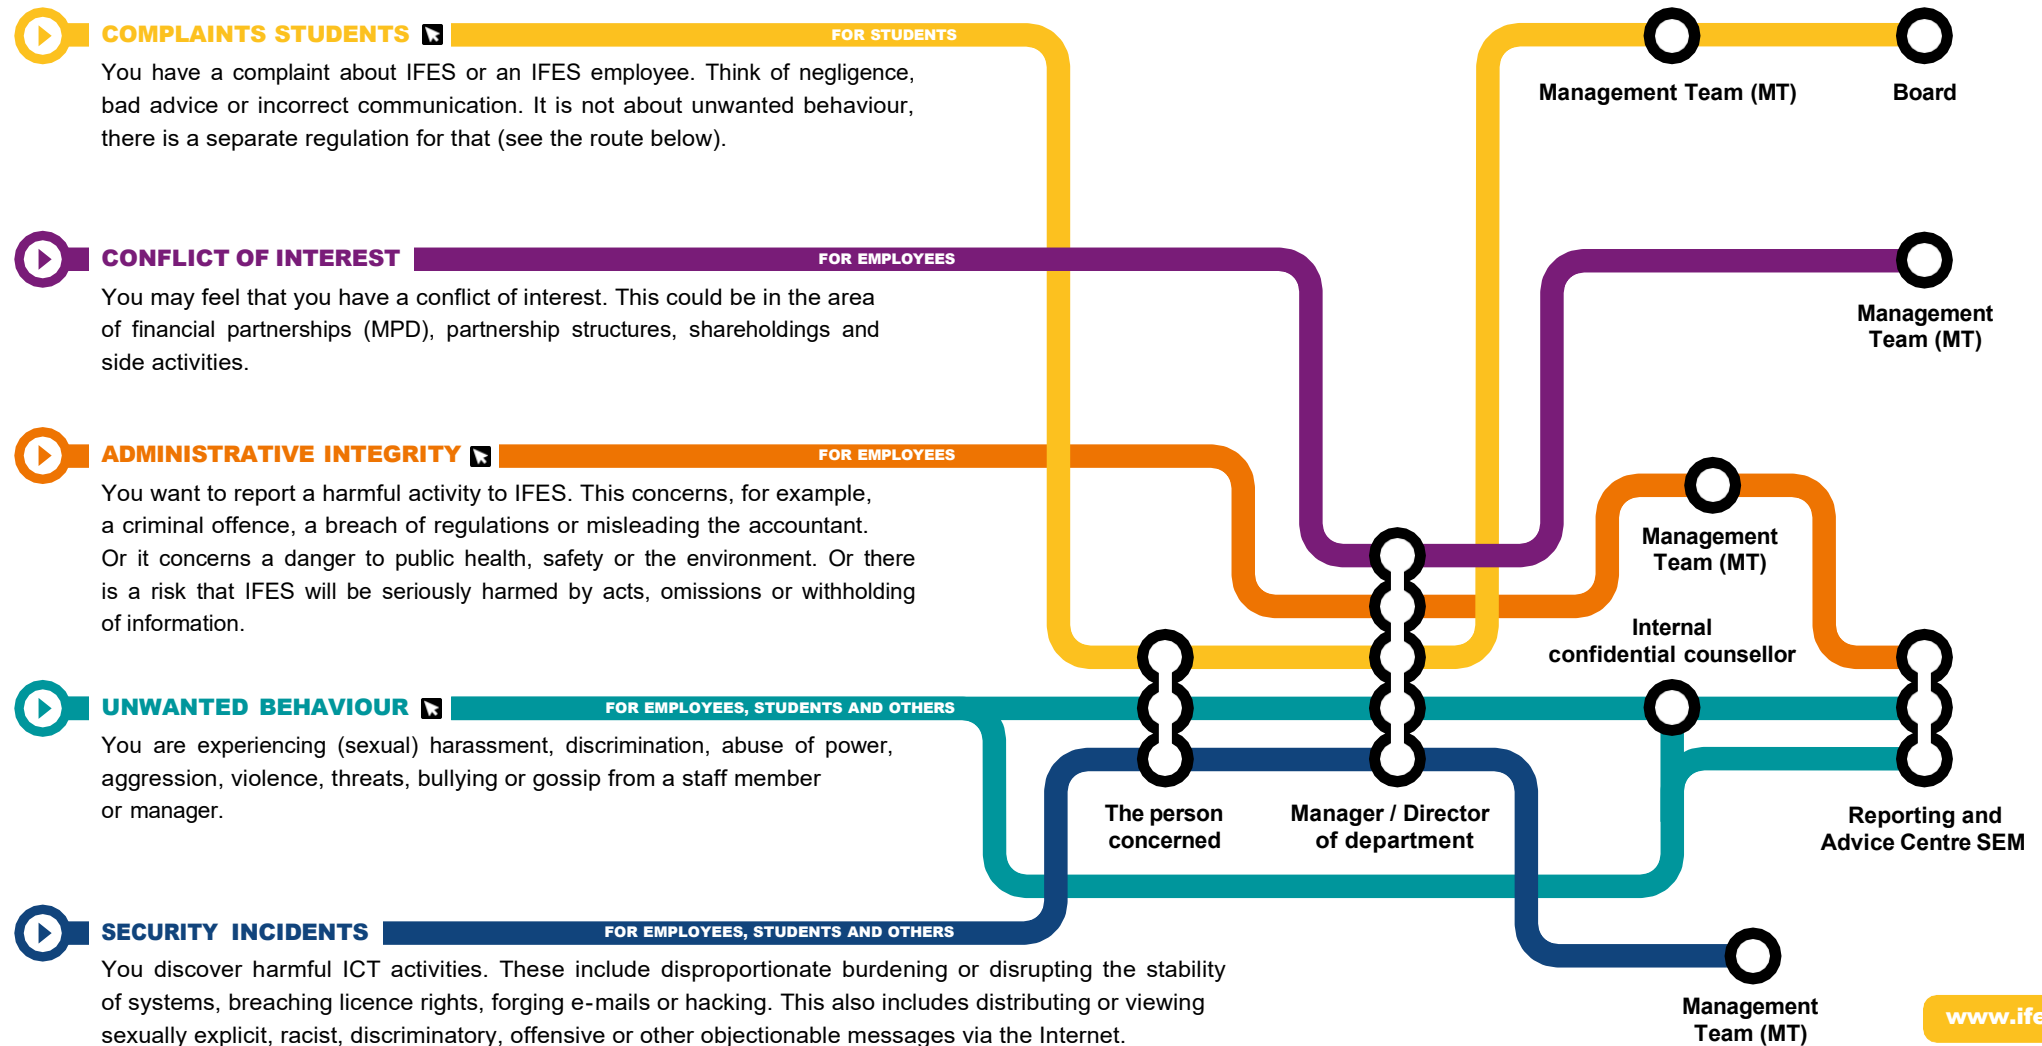 COMPLAINTS STUDENTS
FOR STUDENTS
You have a complaint about IFES or an IFES employee. Think of negligence,
bad advice or incorrect communication. It is not about unwanted behaviour,
there is a separate regulation for that (see the route below).
Management Team (MT)
Board
CONFLICT OF INTEREST
FOR EMPLOYEES
You may feel that you have a conflict of interest. This could be in the area
of financial partnerships (MPD), partnership structures, shareholdings and
side activities.
Management
Team (MT)
ADMINISTRATIVE INTEGRITY
FOR EMPLOYEES
You want to report a harmful activity to IFES. This concerns, for example,
a criminal offence, a breach of regulations or misleading the accountant.
Or it concerns a danger to public health, safety or the environment. Or there
is a risk that IFES will be seriously harmed by acts, omissions or withholding
of information.
Management
Team (MT)
Internal
confidential counsellor
UNWANTED BEHAVIOUR
FOR EMPLOYEES, STUDENTS AND OTHERS
You are experiencing (sexual) harassment, discrimination, abuse of power,
aggression, violence, threats, bullying or gossip from a staff member
or manager.
The person
concerned
Manager / Director
of department
Reporting and
Advice Centre SEM
SECURITY INCIDENTS
FOR EMPLOYEES, STUDENTS AND OTHERS
You discover harmful ICT activities. These include disproportionate burdening or disrupting the stability
of systems, breaching licence rights, forging e-mails or hacking. This also includes distributing or viewing
sexually explicit, racist, discriminatory, offensive or other objectionable messages via the Internet.
Management
Team (MT)